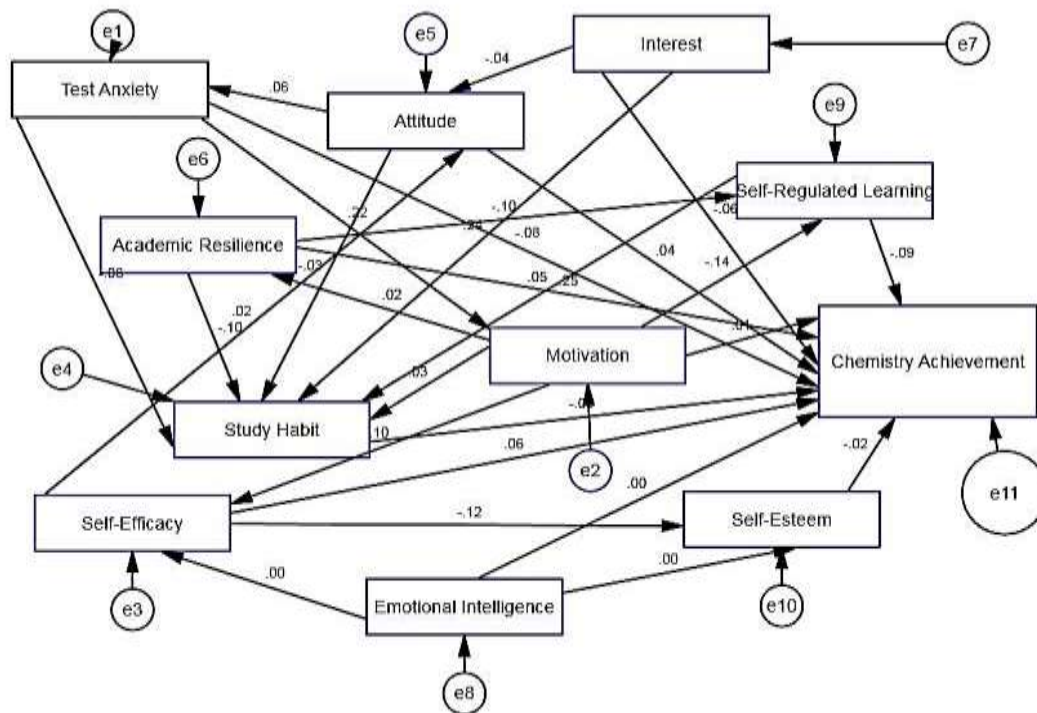 e1
e5
Interest
e7
-.04
Test Anxiety
.06
Attitude
e9
e6
Self-Regulated Learning
-.10
-.06
.22
-.08
Academic Resilience
.04
-.09
-.03
-.14
.05
.25
.02
.02
-.10
Motivation
Chemistry Achievement
e4
.03
Study Habit
10
.06
e2
-.02
.00
e11
Self-Efficacy
-.12
Self-Esteem
.00
.00
Emotional Intelligence
e3
e10
e8